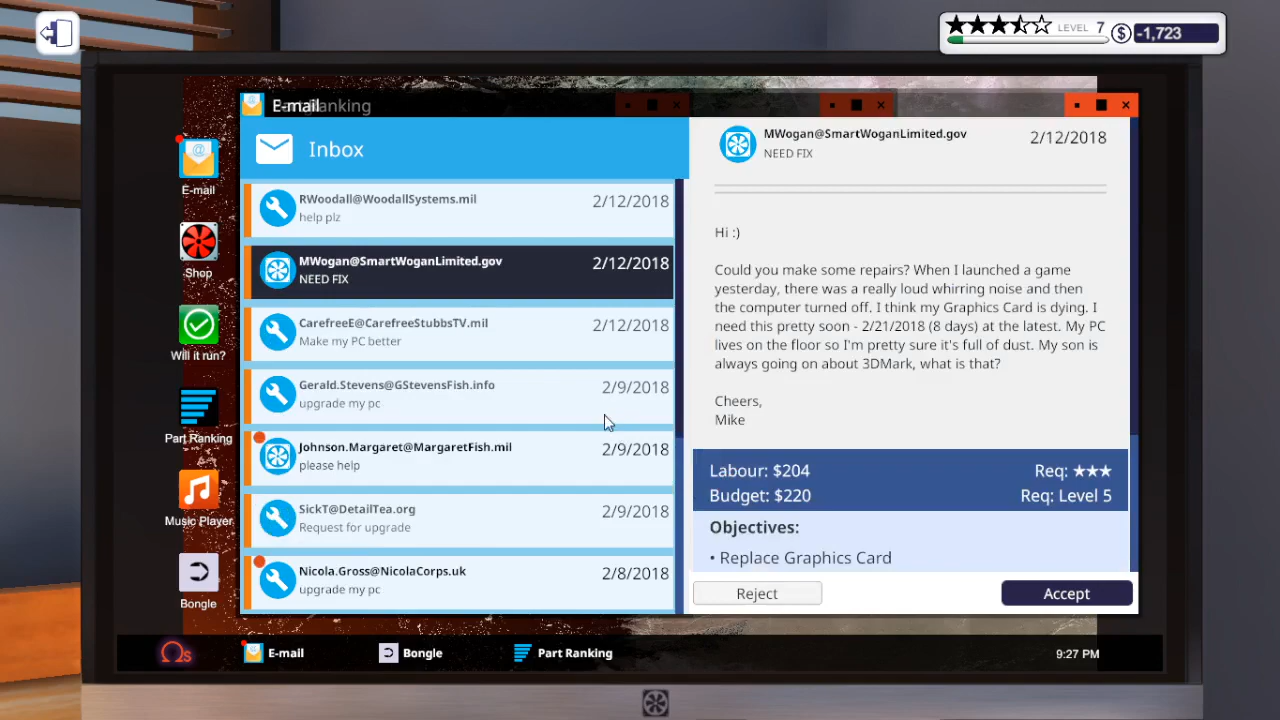 LEVEL 7
$ -1,723
E-mail
Inbox
RWoodall@WoodallSystems.mil
2/12/2018
help plz
MWogan@SmartWoganLimited.gov
2/12/2018
NEED FIX
CarefreeE@CarefreeStubbsTV.mil
2/12/2018
Make my PC better
Gerald.Stevens@GStevensFish.info
2/9/2018
upgrade my pc
Johnson.Margaret@MargaretFish.mil
2/9/2018
please help
SickT@DetailTea.org
2/9/2018
Request for upgrade
Nicola.Gross@NicolaCorps.uk
2/8/2018
upgrade my pc
MWogan@SmartWoganLimited.gov
2/12/2018
NEED FIX
Hi :)
Could you make some repairs? When I launched a game
yesterday, there was a really loud whirring noise and then
the computer turned off. I think my Graphics Card is dying. I
need this pretty soon - 2/21/2018 (8 days) at the latest. My PC
lives on the floor so I'm pretty sure it's full of dust. My son is
always going on about 3DMark, what is that?
Cheers,
Mike
Labour: $204
Req: ★★★
Budget: $220
Req: Level 5
Objectives:
• Replace Graphics Card
Reject
Accept
E-mail
Shop
Will it run?
Part Ranking
Music Player
Bongle
Ωs
E-mail
Bongle
Part Ranking
9:27 PM